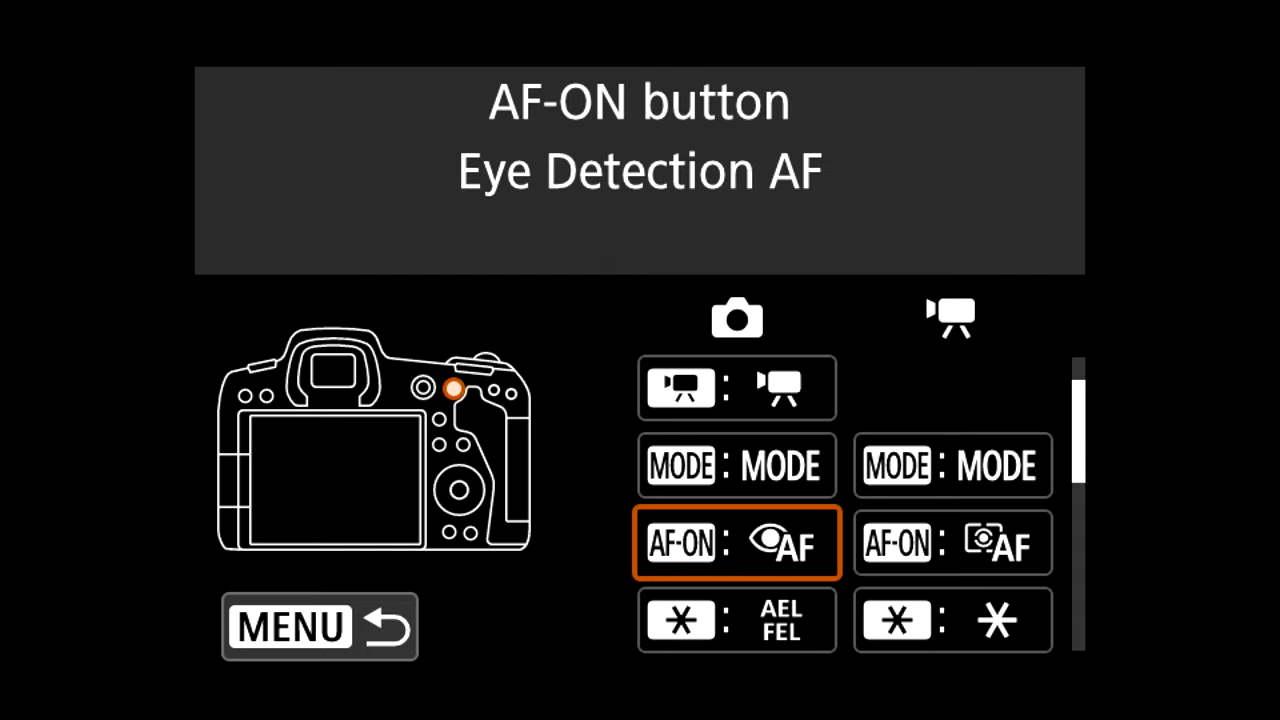 AF-ON button
Eye Detection AF
MODE : MODE MODE : MODE
AF-ON : AF AF-ON : AF
AEL
FEL
MENU